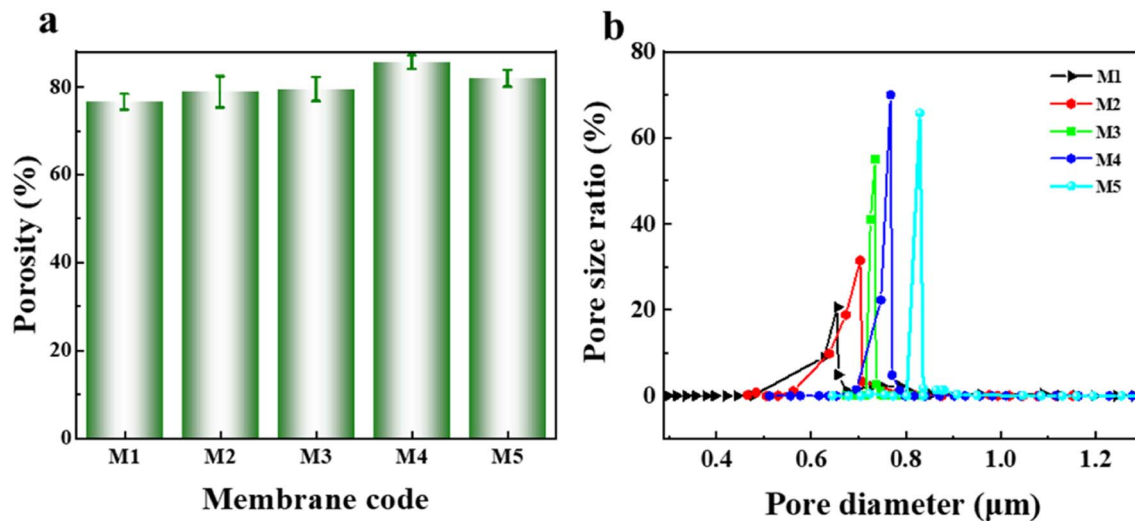 a
80
60
40
20
0
Porosity (%)
M1 M2 M3 M4 M5
Membrane code
b
80
60
40
20
0
Pore size ratio (%)
M1
M2
M3
M4
M5
0.4 0.6 0.8 1.0 1.2
Pore diameter (μm)